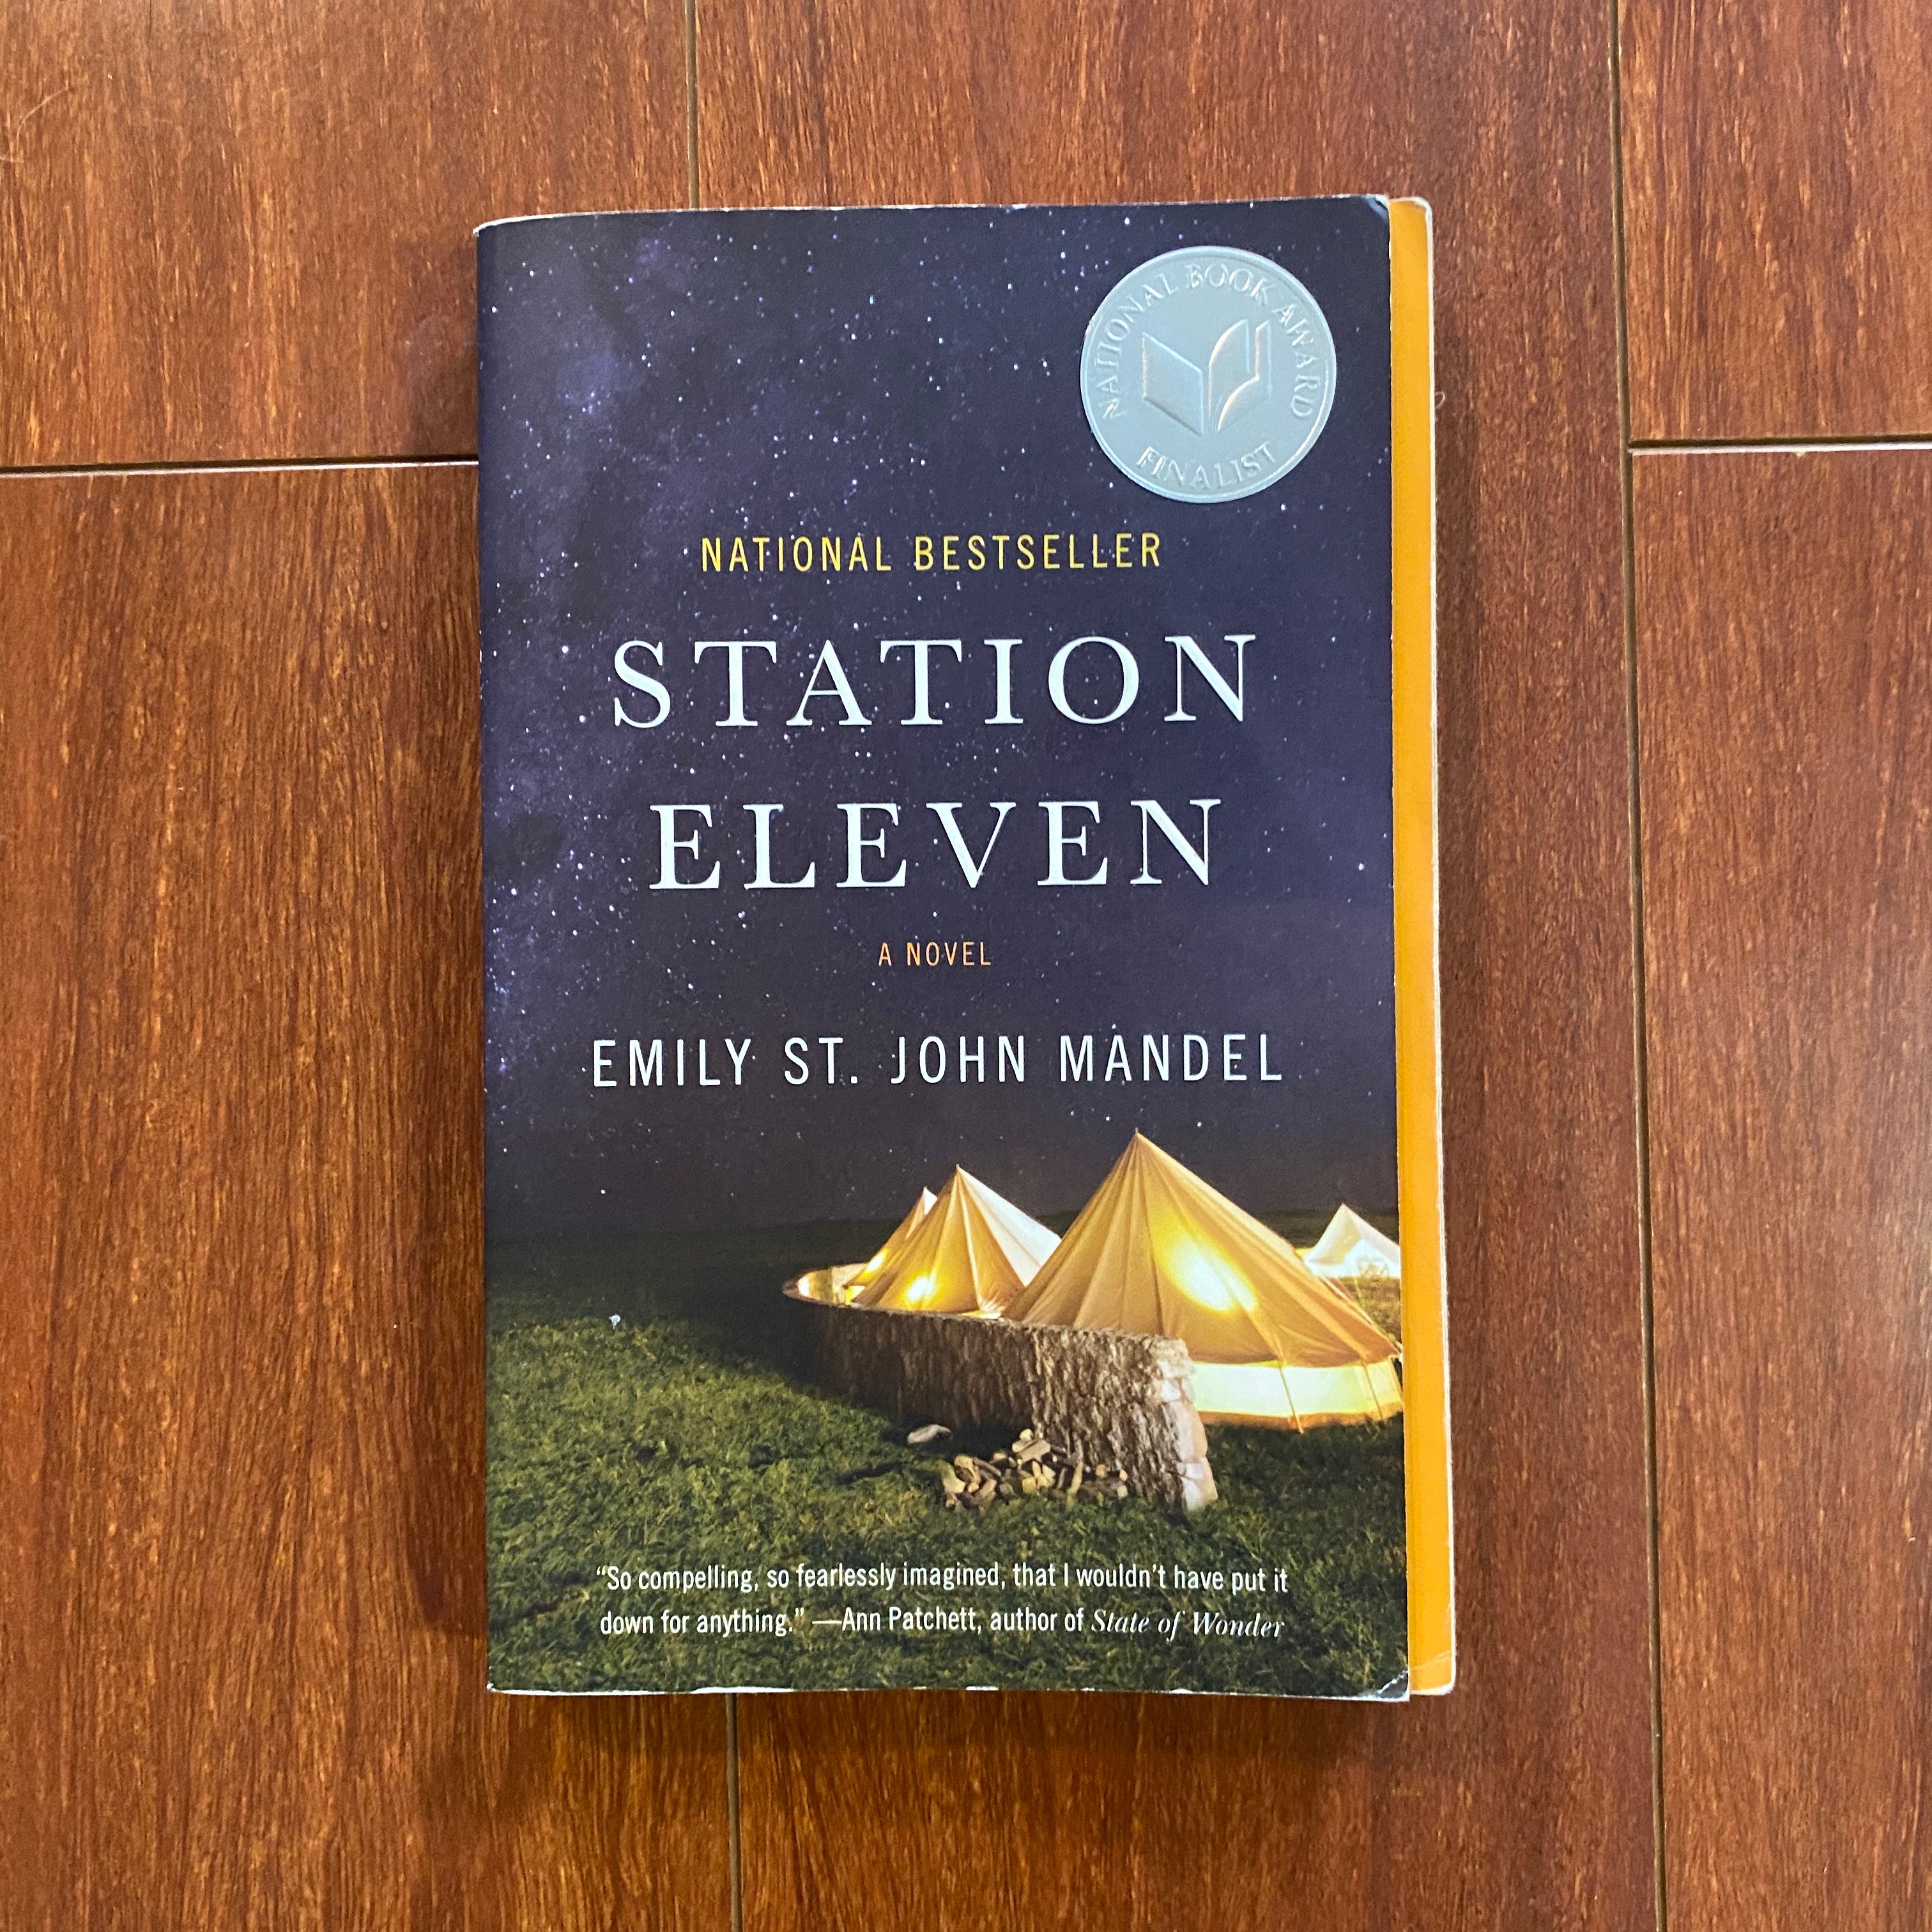 NATIONAL BOOK AWARD
FINALIST
NATIONAL BESTSELLER
STATION
ELEVEN
A NOVEL
EMILY ST. JOHN MANDEL
“So compelling, so fearlessly imagined, that I wouldn’t have put it
down for anything.” —Ann Patchett, author of State of Wonder